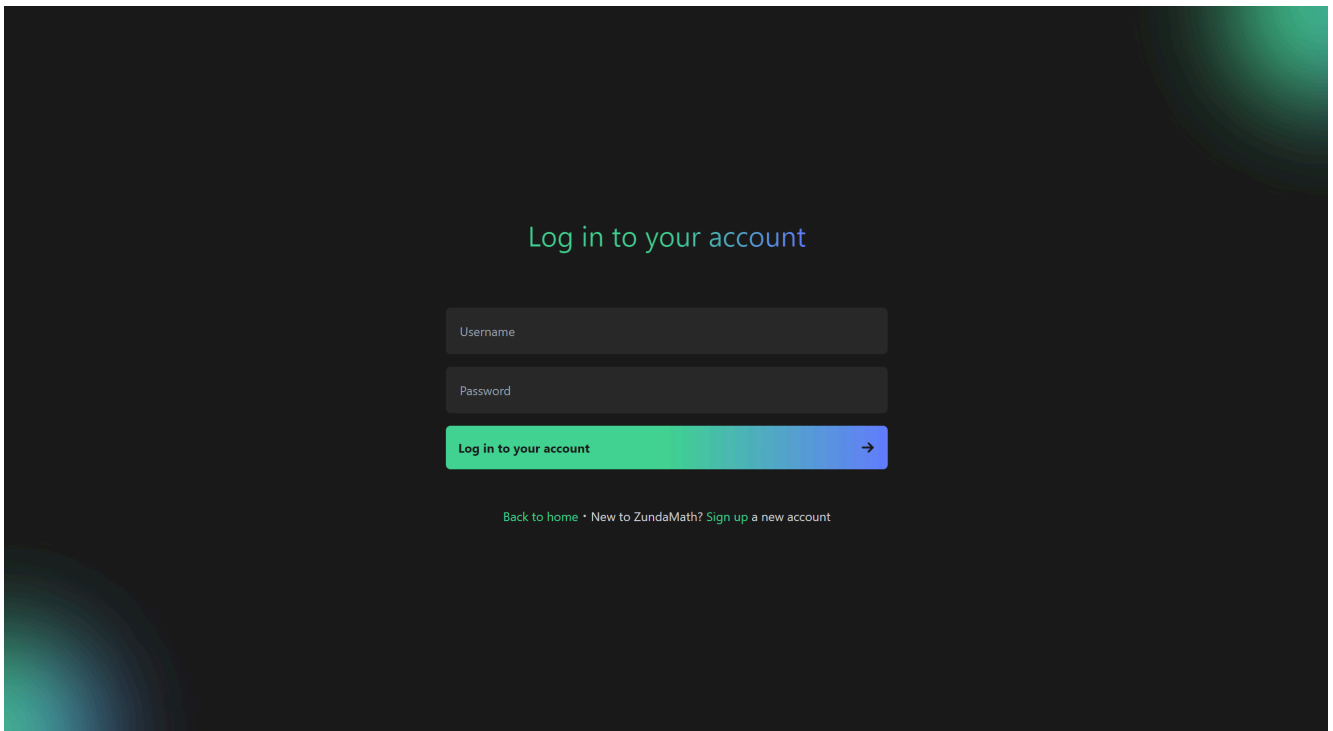 Log in to your account
Username
Password
Log in to your account →
Back to home • New to ZundaMath? Sign up a new account